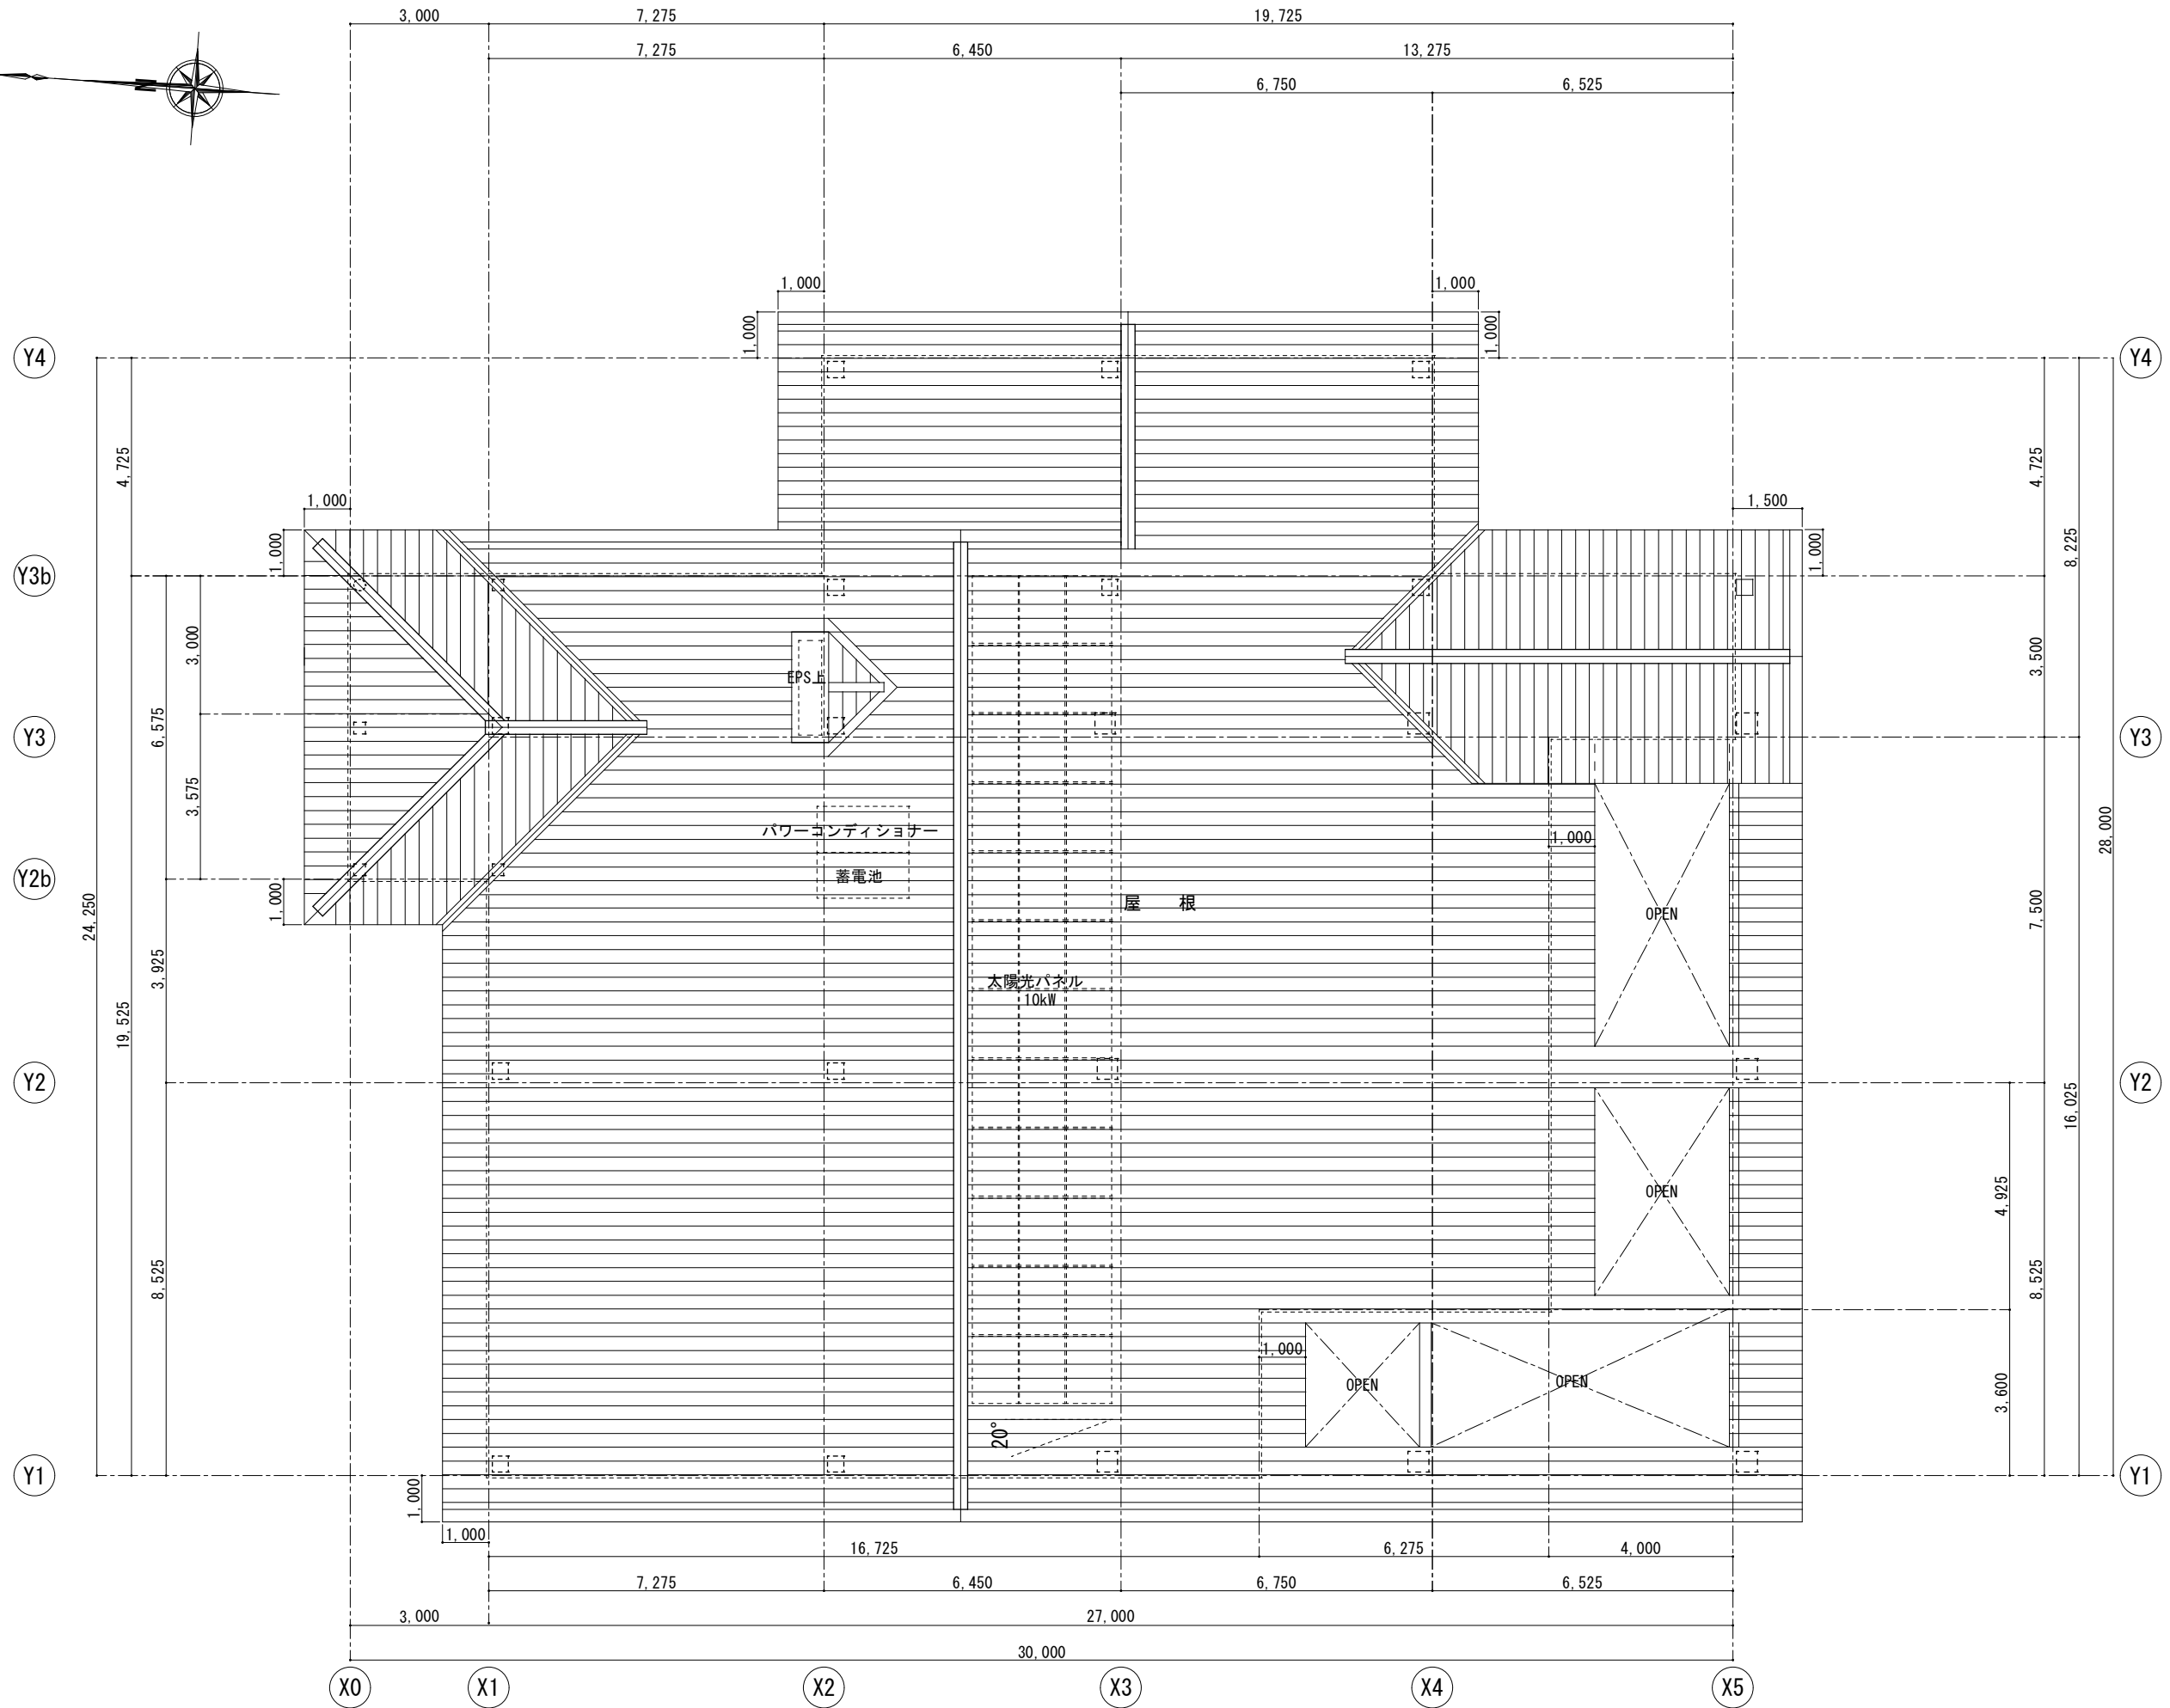 3,000
7,275
19,725
7,275
6,450
13,275
6,750
6,525
N
1,000
1,000
1,000
1,000
Y4
Y4
4,725
4,725
1,000
1,500
1,000
1,000
8,225
Y3b
Y3b
3,000
3,500
EPS上
6,575
Y3
Y3
3,575
パワーコンディショナー
1,000
28,000
蓄電池
Y2b
Y2b
1,000
屋 根
24,250
OPEN
7,500
3,925
太陽光パネル
10kW
19,525
Y2
Y2
16,025
OPEN
4,925
8,525
8,525
1,000
OPEN
OPEN
3,600
20°
Y1
Y1
1,000
1,000
16,725
6,275
4,000
7,275
6,450
6,750
6,525
3,000
27,000
30,000
X0
X1
X2
X3
X4
X5